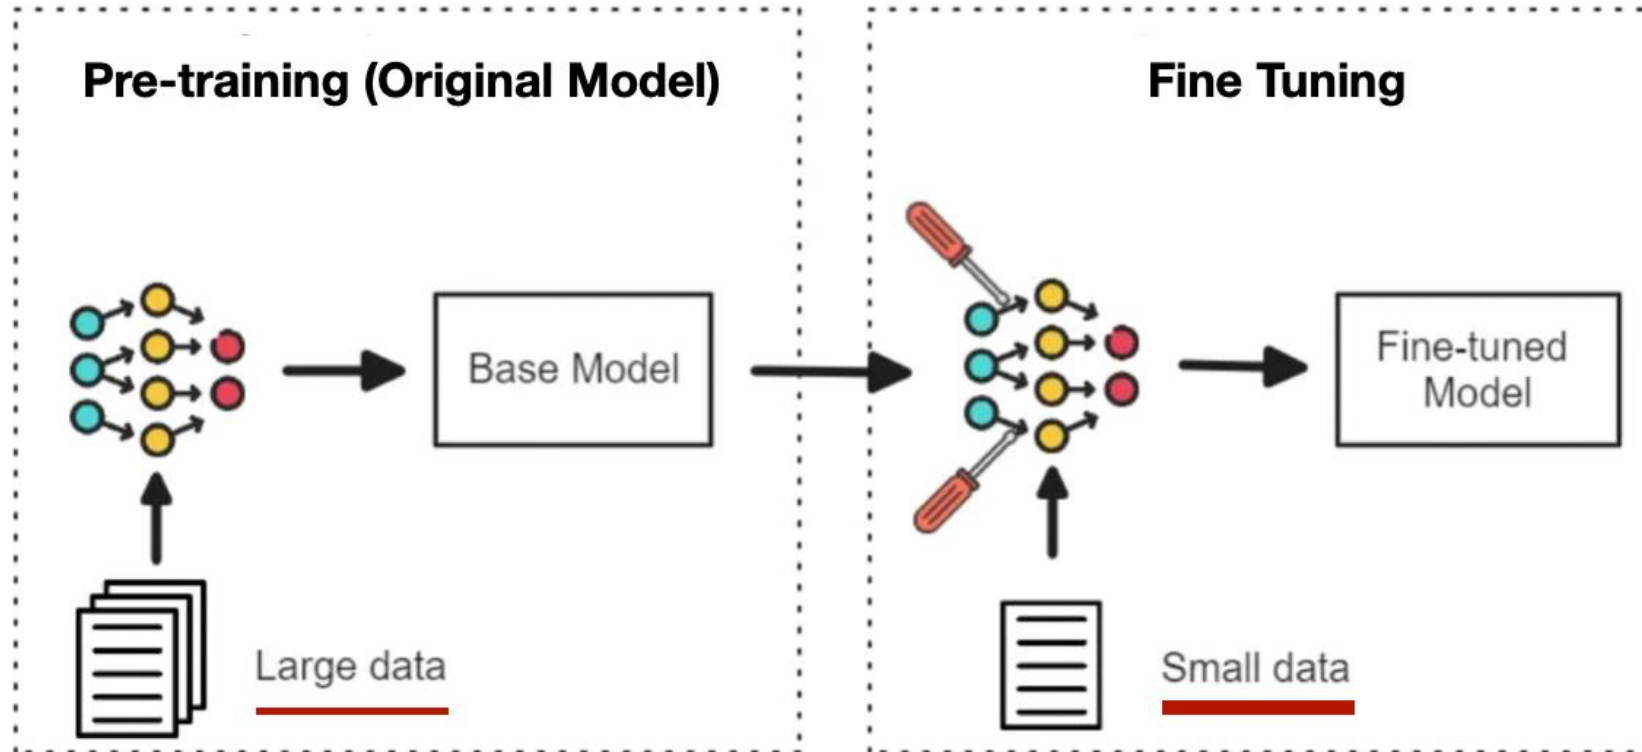 Pre-training (Original Model)
Fine Tuning
Base Model
Fine-tuned
Model
Large data
Small data